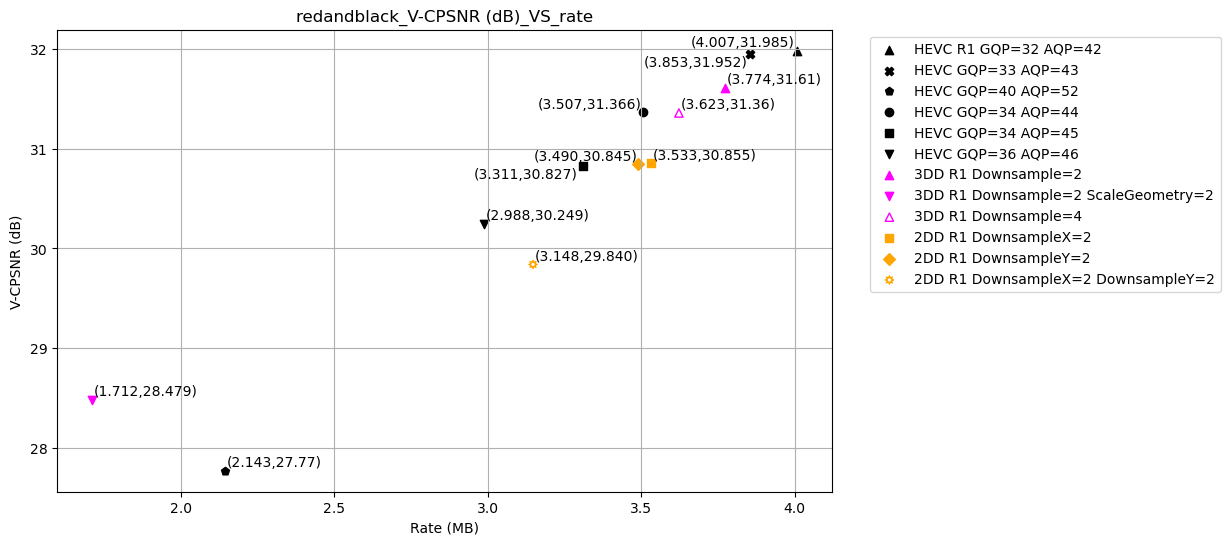 redandblack_V-CPSNR (dB)_VS_rate
(4.007,31.985)
(3.853,31.952)
(3.774,31.61)
(3.507,31.366)
(3.623,31.36)
(3.490,30.845)
(3.533,30.855)
(3.311,30.827)
(2.988,30.249)
(3.148,29.840)
(1.712,28.479)
(2.143,27.77)
32
31
30
29
28
V-CPSNR (dB)
2.0
2.5
3.0
3.5
4.0
Rate (MB)
HEVC R1 GQP=32 AQP=42
HEVC GQP=33 AQP=43
HEVC GQP=40 AQP=52
HEVC GQP=34 AQP=44
HEVC GQP=34 AQP=45
HEVC GQP=36 AQP=46
3DD R1 Downsample=2
3DD R1 Downsample=2 ScaleGeometry=2
3DD R1 Downsample=4
2DD R1 DownsampleX=2
2DD R1 DownsampleY=2
2DD R1 DownsampleX=2 DownsampleY=2